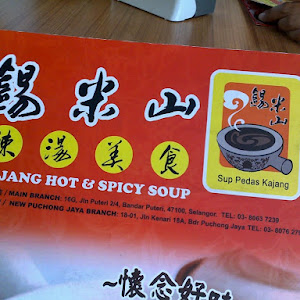 錫米山
辣湯美食
JANG HOT & SPICY SOUP
/ MAIN BRANCH: 16G, Jln Puteri 2/4, Bandar Puteri, 47100, Selangor. TEL: 03- 8063 7239
/ NEW PUCHONG JAYA BRANCH: 18-01, Jln Kenari 18A, Bdr Puchong Jaya. TEL: 03- 8076
錫米山
Sup Pedas Kajang
~懷念好味